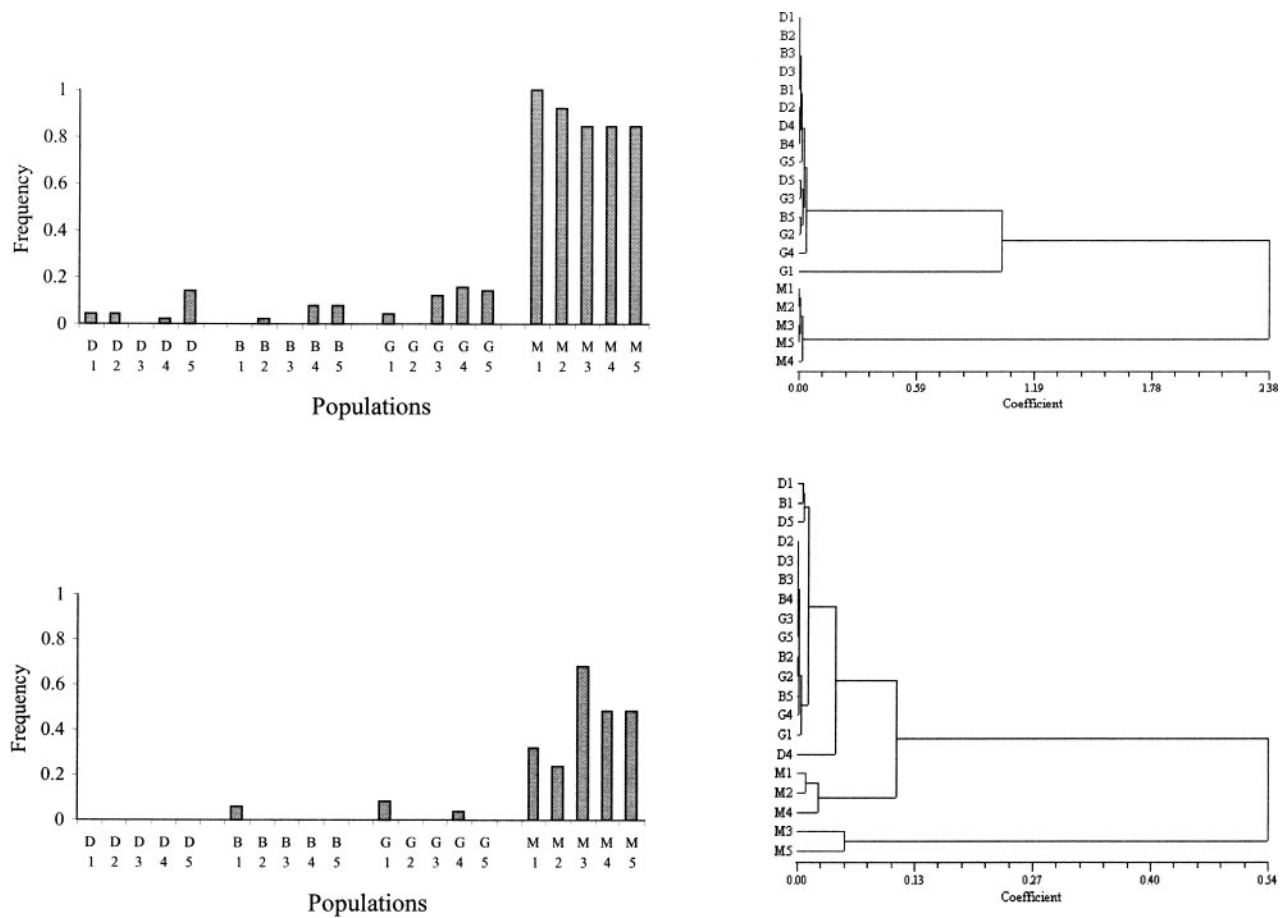 1
0.8
0.6
0.4
0.2
0
Frequency
D D D D D B B B B B G G G G G M M M M M
1 2 3 4 5 1 2 3 4 5 1 2 3 4 5 1 2 3 4 5
Populations
D1
B2
B3
D3
B1
D2
D4
B4
G5
D5
G3
B5
G2
G4
G1
M1
M2
M3
M5
M4
0.00 0.59 1.19 1.78 2.38
Coefficient
1
0.8
0.6
0.4
0.2
0
Frequency
D D D D D B B B B B G G G G G M M M M M
1 2 3 4 5 1 2 3 4 5 1 2 3 4 5 1 2 3 4 5
Populations
D1
B1
D5
D2
D3
B3
B4
G3
G5
B2
G2
B5
G4
G1
D4
M1
M2
M4
M3
M5
0.00 0.13 0.27 0.40 0.54
Coefficient